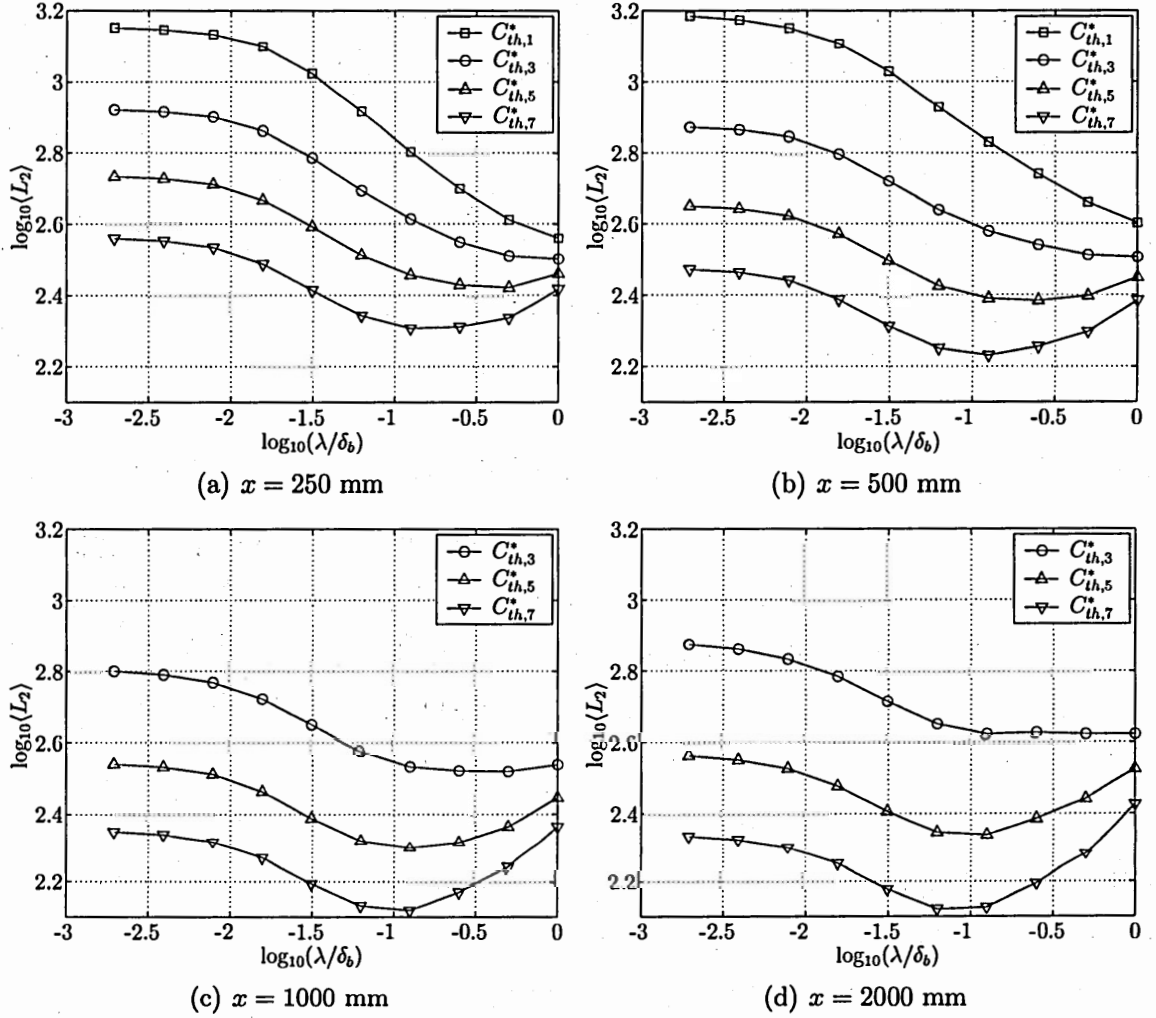 3.2
3
2.8
2.6
2.4
2.2
-3 -2.5 -2 -1.5 -1 -0.5 0
log₁₀⟨L₂⟩
log₁₀(λ/δ_b)
C*_{th,1}
C*_{th,3}
C*_{th,5}
C*_{th,7}
(a) x = 250 mm
3.2
3
2.8
2.6
2.4
2.2
-3 -2.5 -2 -1.5 -1 -0.5 0
log₁₀⟨L₂⟩
log₁₀(λ/δ_b)
C*_{th,1}
C*_{th,3}
C*_{th,5}
C*_{th,7}
(b) x = 500 mm
3.2
3
2.8
2.6
2.4
2.2
-3 -2.5 -2 -1.5 -1 -0.5 0
log₁₀⟨L₂⟩
log₁₀(λ/δ_b)
C*_{th,3}
C*_{th,5}
C*_{th,7}
(c) x = 1000 mm
3.2
3
2.8
2.6
2.4
2.2
-3 -2.5 -2 -1.5 -1 -0.5 0
log₁₀⟨L₂⟩
log₁₀(λ/δ_b)
C*_{th,3}
C*_{th,5}
C*_{th,7}
(d) x = 2000 mm